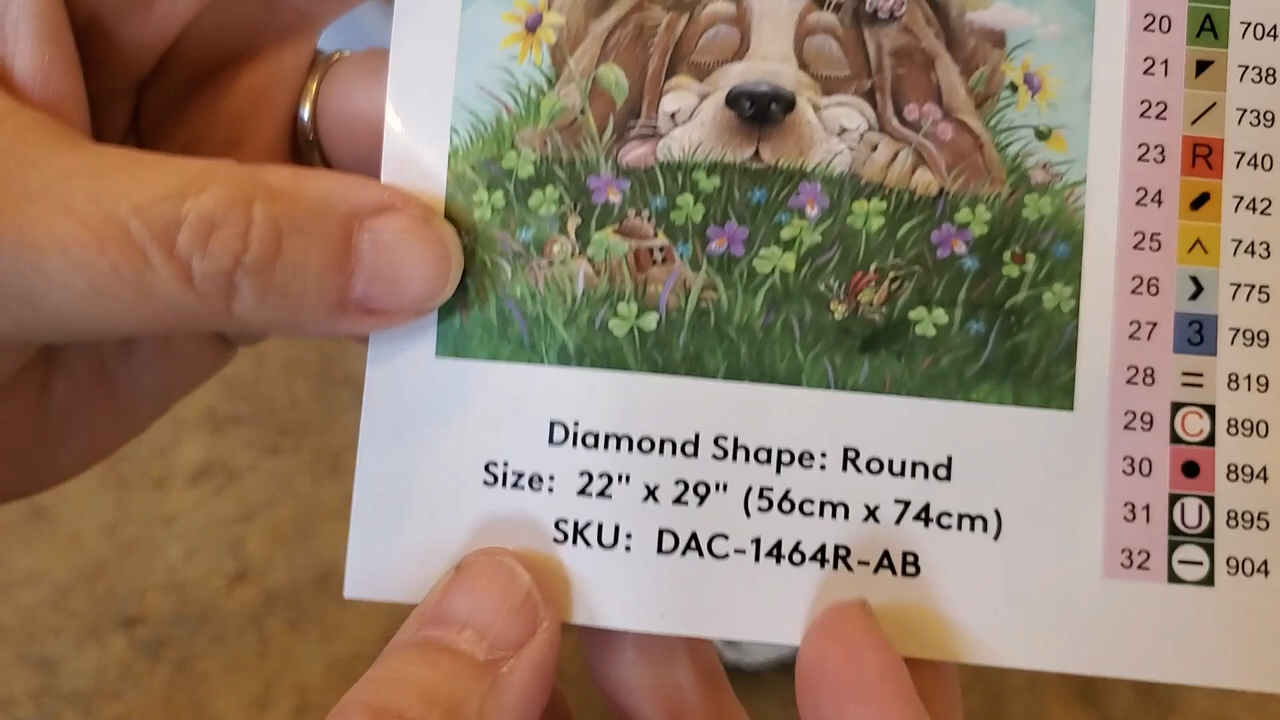 20 A 704
21 738
22 / 739
23 R 740
24 742
25 ^ 743
26 ❯ 775
27 3 799
28 = 819
29 C 890
30 ● 894
31 U 895
32 − 904
Diamond Shape: Round
Size: 22" x 29" (56cm x 74cm)
SKU: DAC-1464R-AB